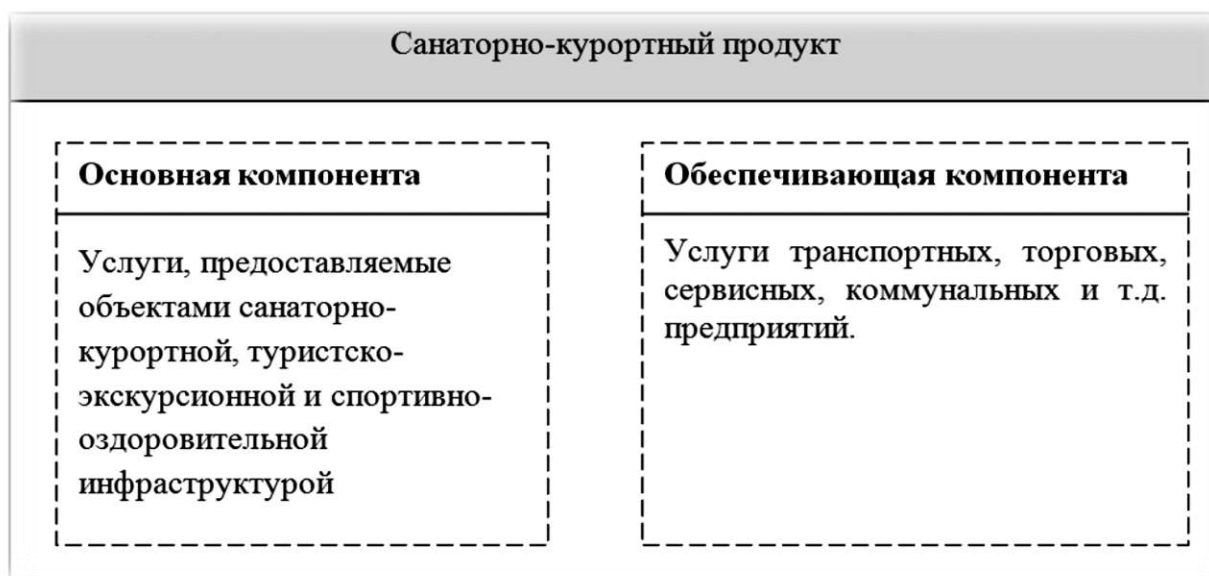 Санаторно-курортный продукт
Основная компонента
Услуги, предоставляемые
объектами санаторно-
курортной, туристско-
экскурсионной и спортивно-
оздоровительной
инфраструктурой
Обеспечивающая компонента
Услуги транспортных, торговых,
сервисных, коммунальных и т.д.
предприятий.